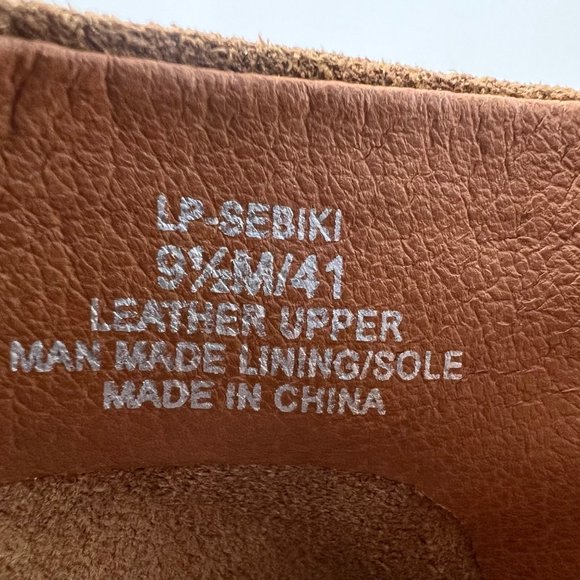 LP-SEBIKI
9½M/41
LEATHER UPPER
MAN MADE LINING/SOLE
MADE IN CHINA